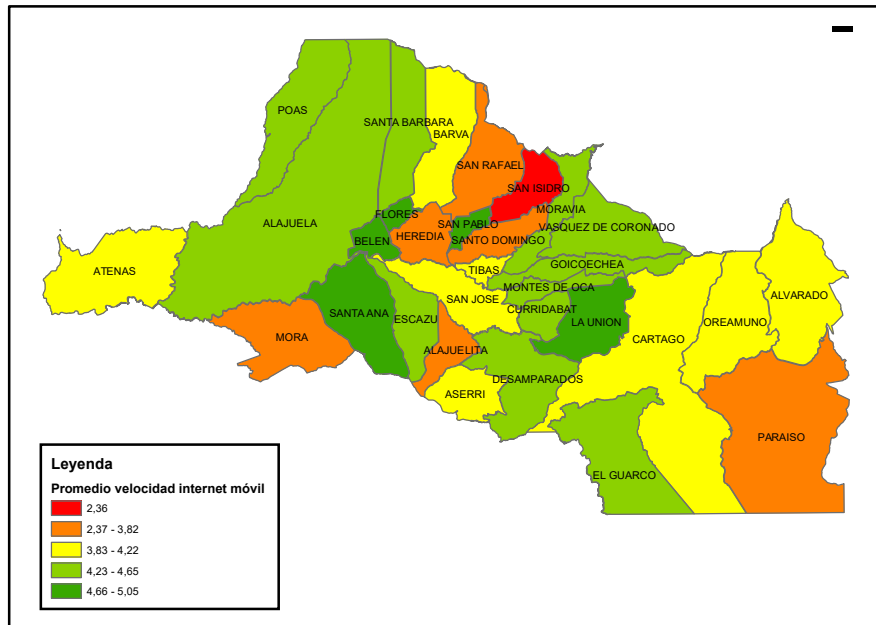 POAS
SANTA BARBARA
BARVA
SAN RAFAEL
SAN ISIDRO
FLORES
SAN PABLO
MORAVIA
ALAJUELA
VASQUEZ DE CORONADO
HEREDIA
BELEN
SANTO DOMINGO
ATENAS
TIBAS
GOICOECHEA
MONTES DE OCA
SAN JOSE
ALVARADO
SANTA ANA
ESCAZU
CURRIDABAT
LA UNION
OREAMUNO
MORA
CARTAGO
ALAJUELITA
DESAMPARADOS
ASERRI
PARAISO
EL GUARCO
Leyenda
Promedio velocidad internet móvil
2,36
2,37 - 3,82
3,83 - 4,22
4,23 - 4,65
4,66 - 5,05